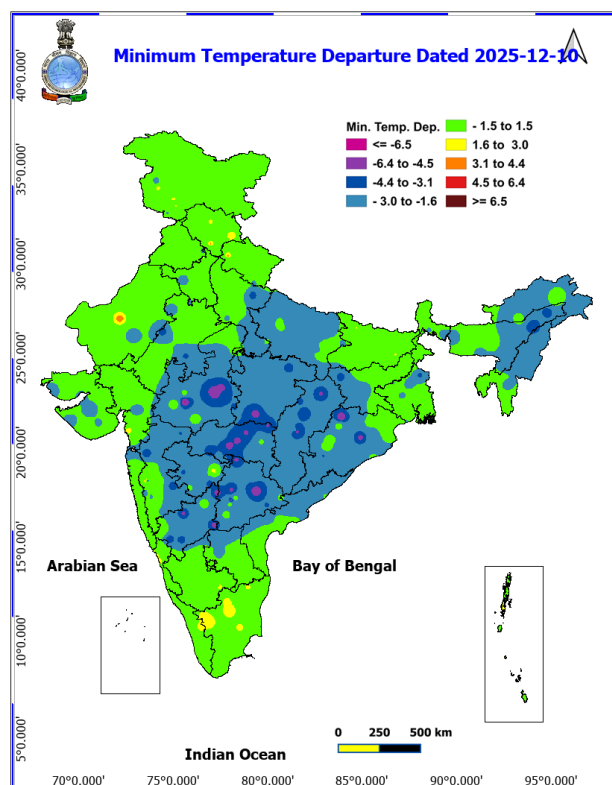 Minimum Temperature Departure Dated 2025-12-10
Min. Temp. Dep.
<= -6.5
-6.4 to -4.5
-4.4 to -3.1
- 3.0 to -1.6
- 1.5 to 1.5
1.6 to 3.0
3.1 to 4.4
4.5 to 6.4
>= 6.5
40°0.000'
35°0.000'
30°0.000'
25°0.000'
20°0.000'
15°0.000'
10°0.000'
5°0.000'
Arabian Sea
Bay of Bengal
Indian Ocean
0 250 500 km
70°0.000' 75°0.000' 80°0.000' 85°0.000' 90°0.000' 95°0.000'